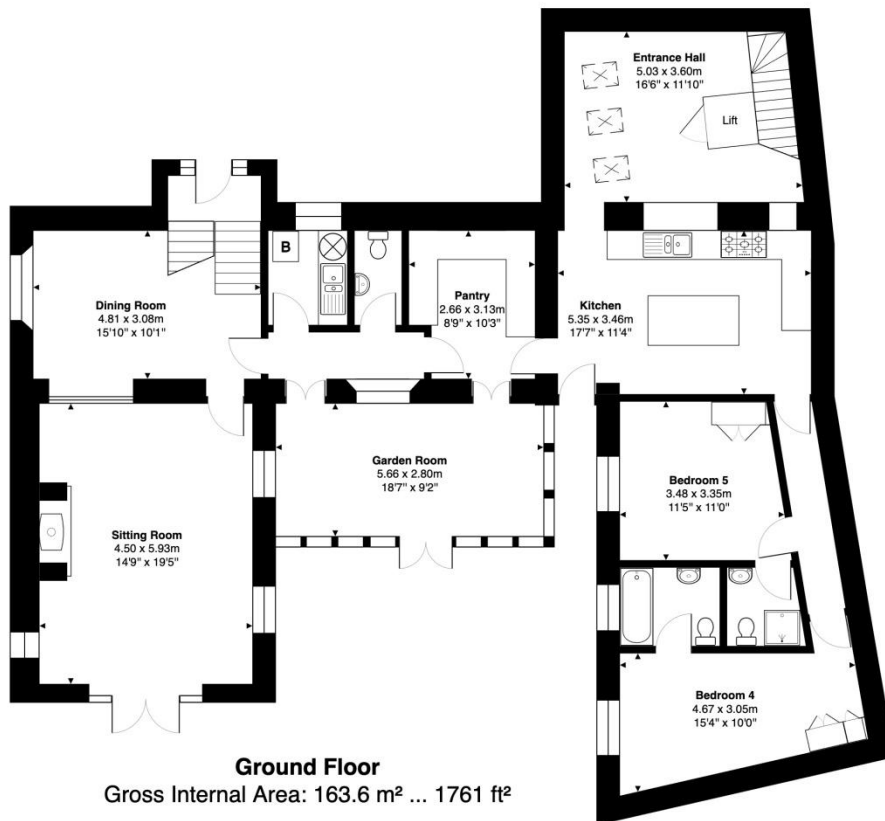 Entrance Hall
5.03 x 3.60m
16'6" x 11'10"
Lift
B
Dining Room
4.81 x 3.08m
15'10" x 10'1"
Pantry
2.66 x 3.13m
8'9" x 10'3"
Kitchen
5.35 x 3.46m
17'7" x 11'4"
Garden Room
5.66 x 2.80m
18'7" x 9'2"
Bedroom 5
3.48 x 3.35m
11'5" x 11'0"
Sitting Room
4.50 x 5.93m
14'9" x 19'5"
Bedroom 4
4.67 x 3.05m
15'4" x 10'0"
Ground Floor
Gross Internal Area: 163.6 m² ... 1761 ft²